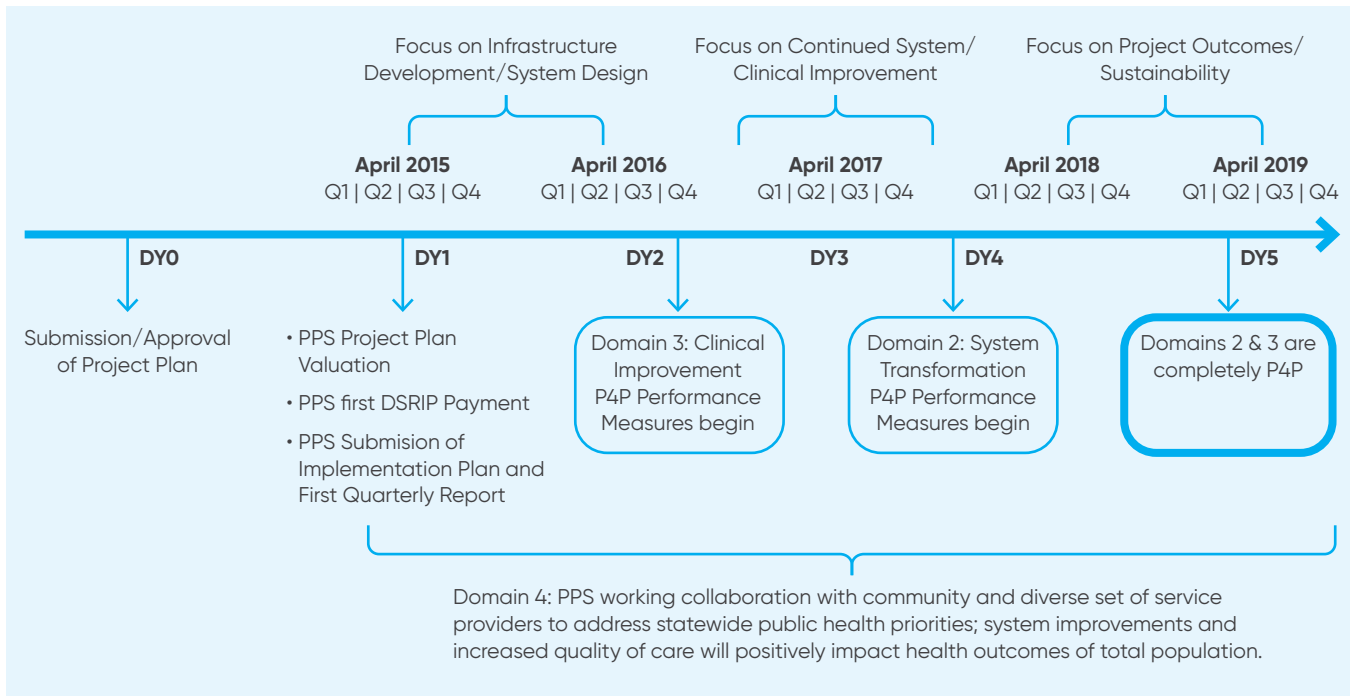 Focus on Infrastructure
Development/System Design
Focus on Continued System/
Clinical Improvement
Focus on Project Outcomes/
Sustainability
April 2015
Q1 | Q2 | Q3 | Q4
April 2016
Q1 | Q2 | Q3 | Q4
April 2017
Q1 | Q2 | Q3 | Q4
April 2018
Q1 | Q2 | Q3 | Q4
April 2019
Q1 | Q2 | Q3 | Q4
DY0
DY1
DY2
DY3
DY4
DY5
Submission/Approval
of Project Plan
• PPS Project Plan
Valuation
• PPS first DSRIP Payment
• PPS Submision of
Implementation Plan and
First Quarterly Report
Domain 3: Clinical
Improvement
P4P Performance
Measures begin
Domain 2: System
Transformation
P4P Performance
Measures begin
Domains 2 & 3 are
completely P4P
Domain 4: PPS working collaboration with community and diverse set of service
providers to address statewide public health priorities; system improvements and
increased quality of care will positively impact health outcomes of total population.